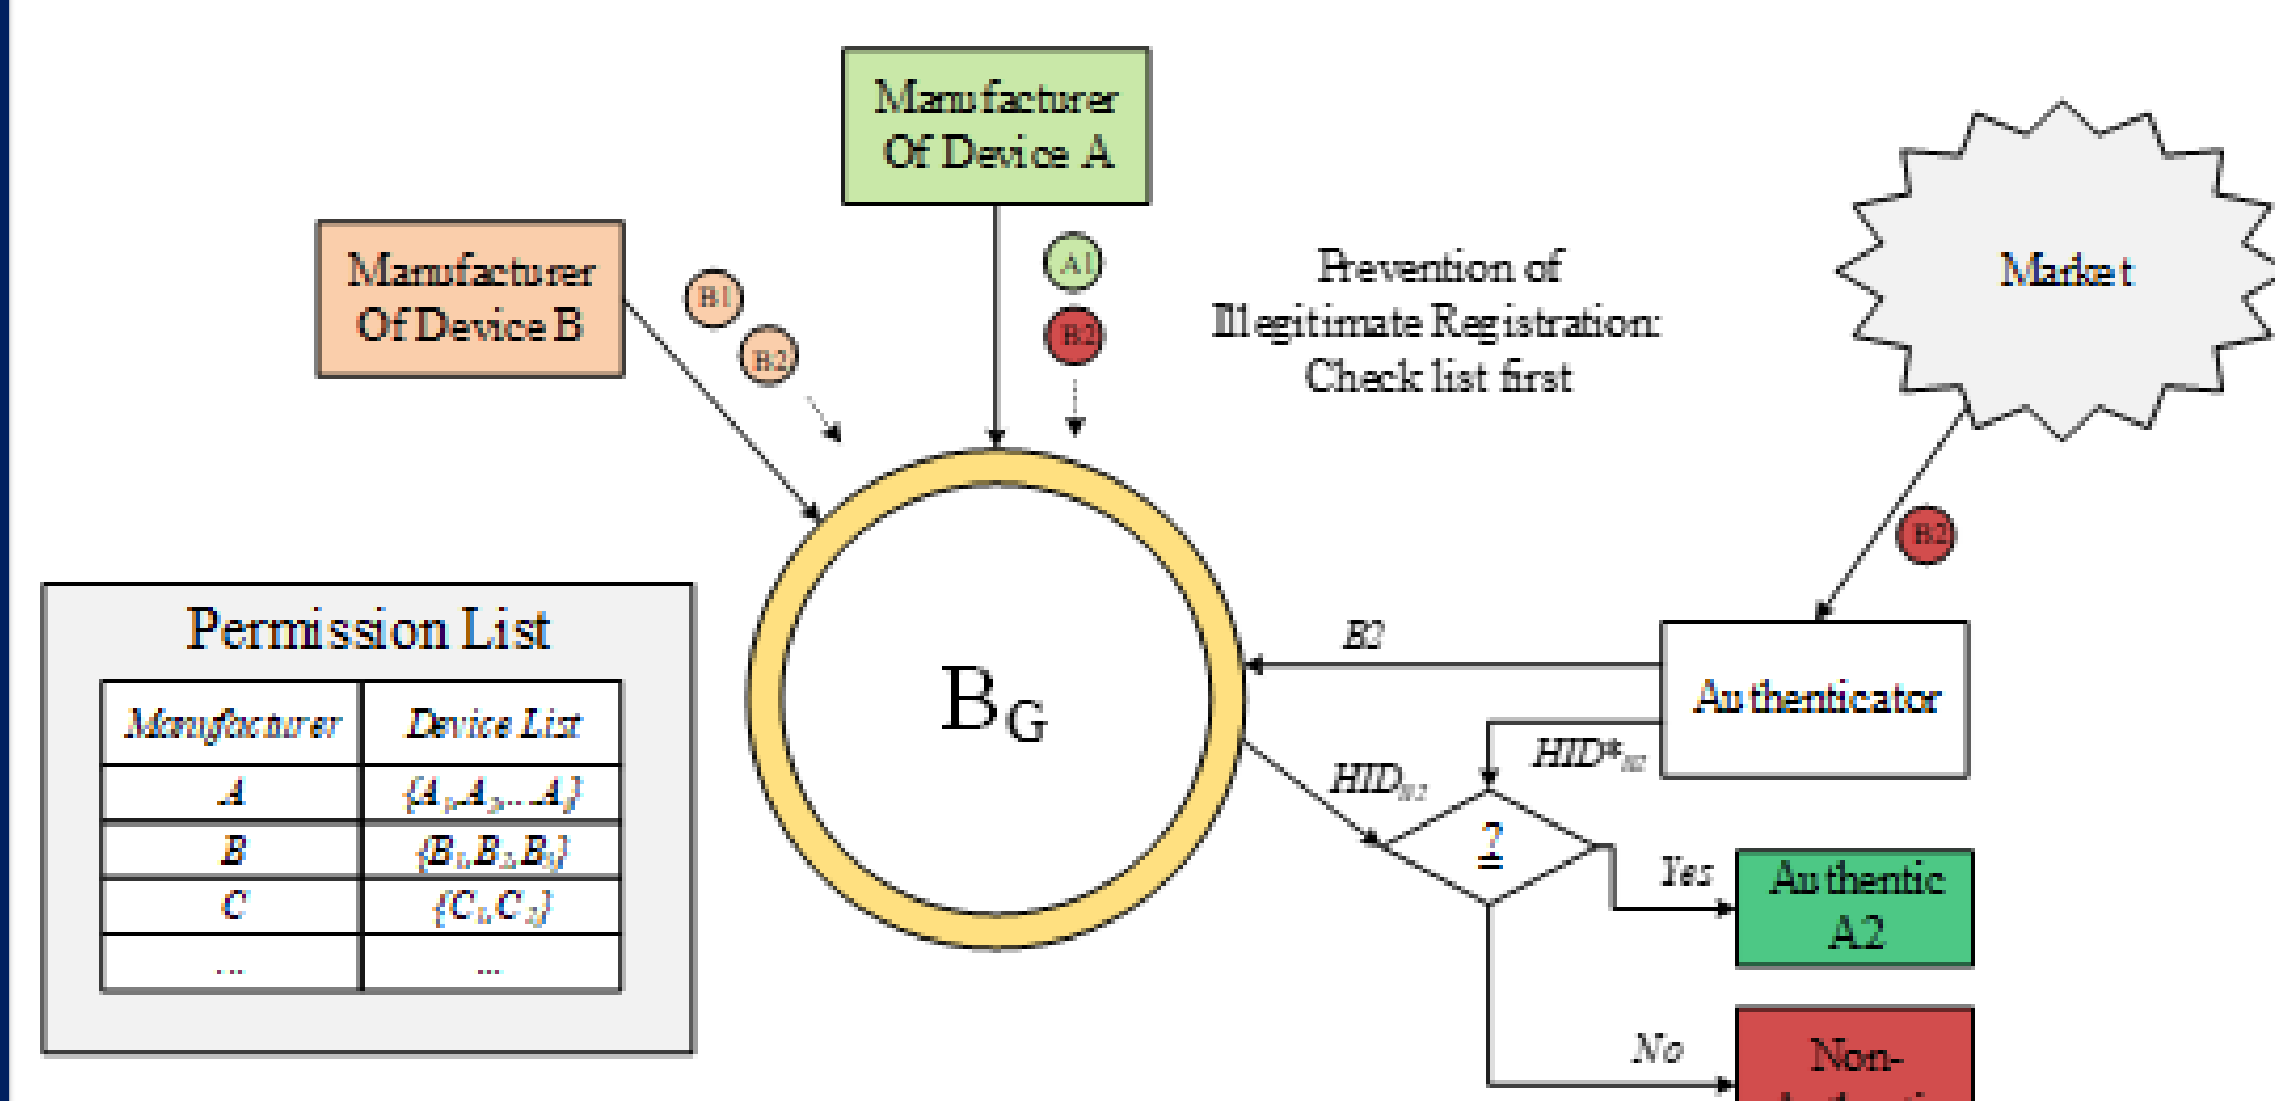 Manufacturer
Of Device A
Manufacturer
Of Device B
B1
B2
A1
B2
Prevention of
Illegitimate Registration:
Check list first
Market
B2
Permission List
Manufacturer Device List
A
B {B1,B2,B3}
C {C1,C2}
... ...
BG
B2
Authenticator
HID*B2
HIDB2
?
=
Yes
Authentic
A2
No
Non-